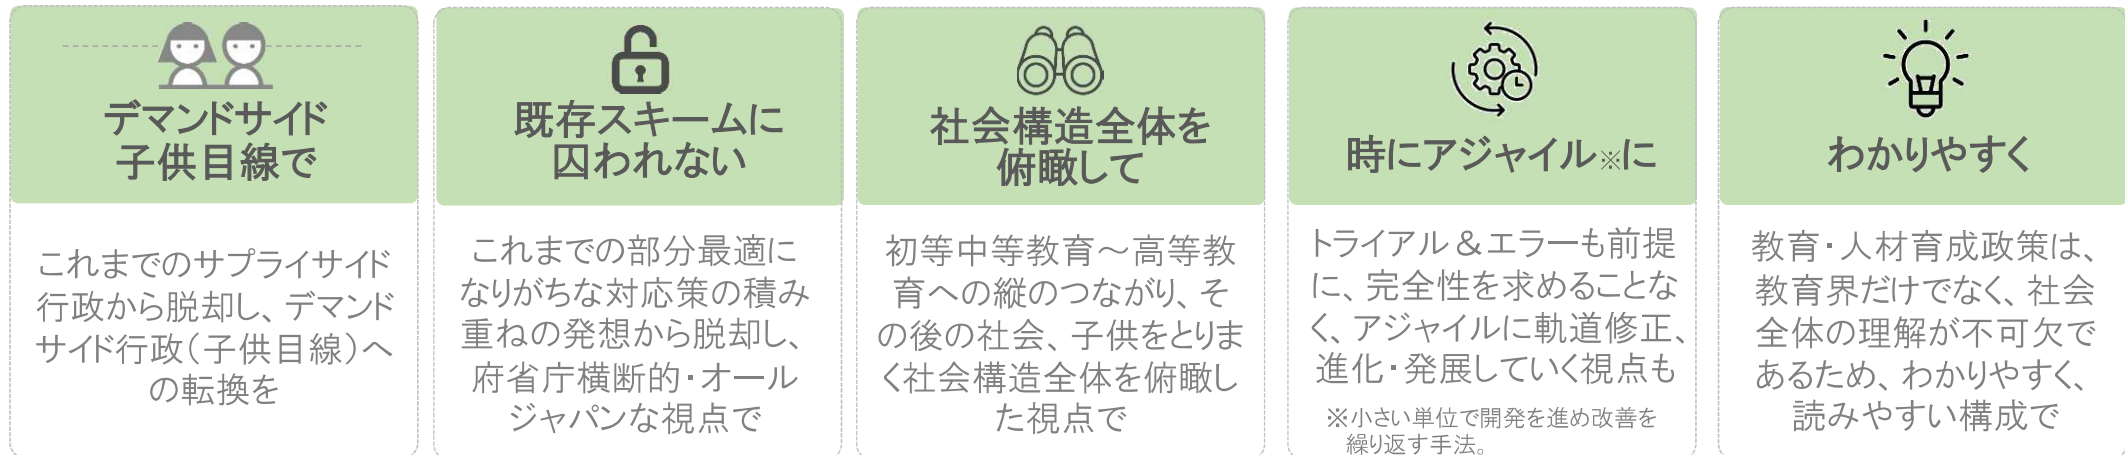 デマンドサイド
子供目線で
これまでのサプライサイド
行政から脱却し、デマンド
サイド行政（子供目線）へ
の転換を
既存スキームに
囚われない
これまでの部分最適に
なりがちな対応策の積み
重ねの発想から脱却し、
府省庁横断的・オール
ジャパンな視点で
社会構造全体を
俯瞰して
初等中等教育～高等教
育への縦のつながり、そ
の後の社会、子供をとりま
く社会構造全体を俯瞰し
た視点で
時にアジャイル※に
トライアル＆エラーも前提
に、完全性を求めることな
く、アジャイルに軌道修正、
進化・発展していく視点も
※小さい単位で開発を進め改善を
繰り返す手法。
わかりやすく
教育・人材育成政策は、
教育界だけでなく、社会
全体の理解が不可欠で
あるため、わかりやすく、
読みやすい構成で